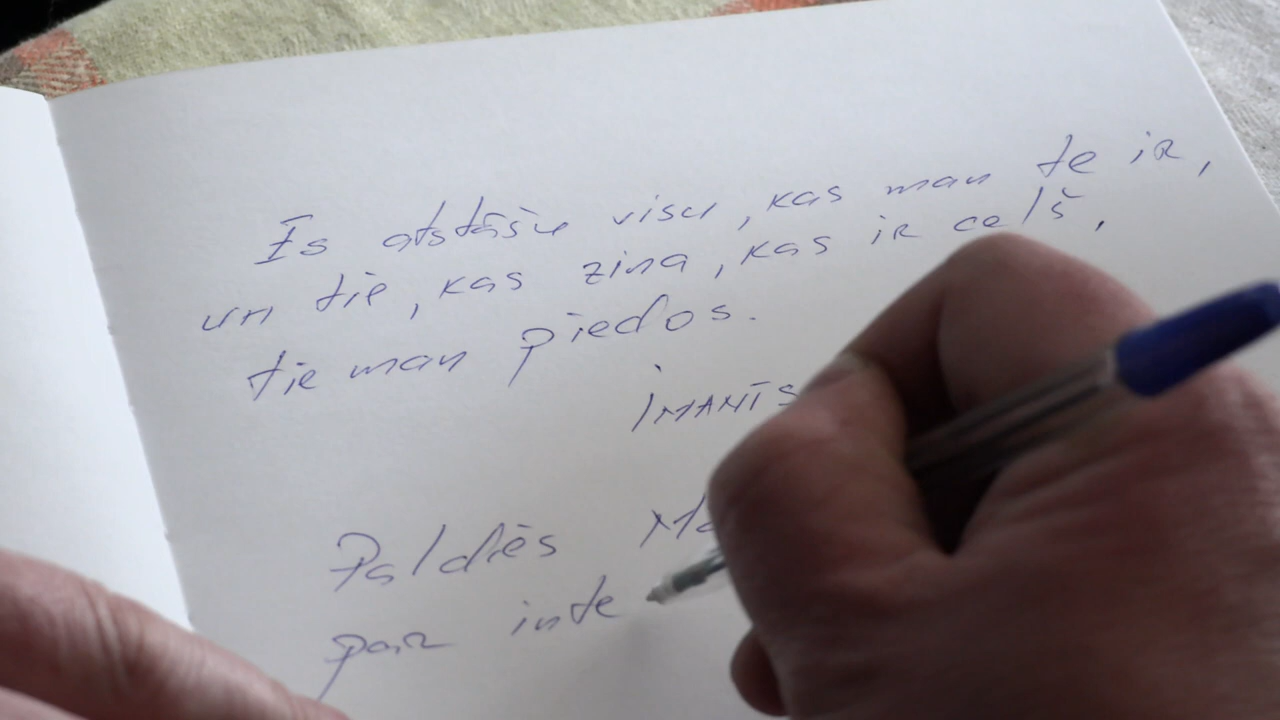 Es atstāšu visu, kas man te ir,
un tie, kas zina, kas ir ceļš,
tie man piedos.
IMANTS
Paldies
par inte